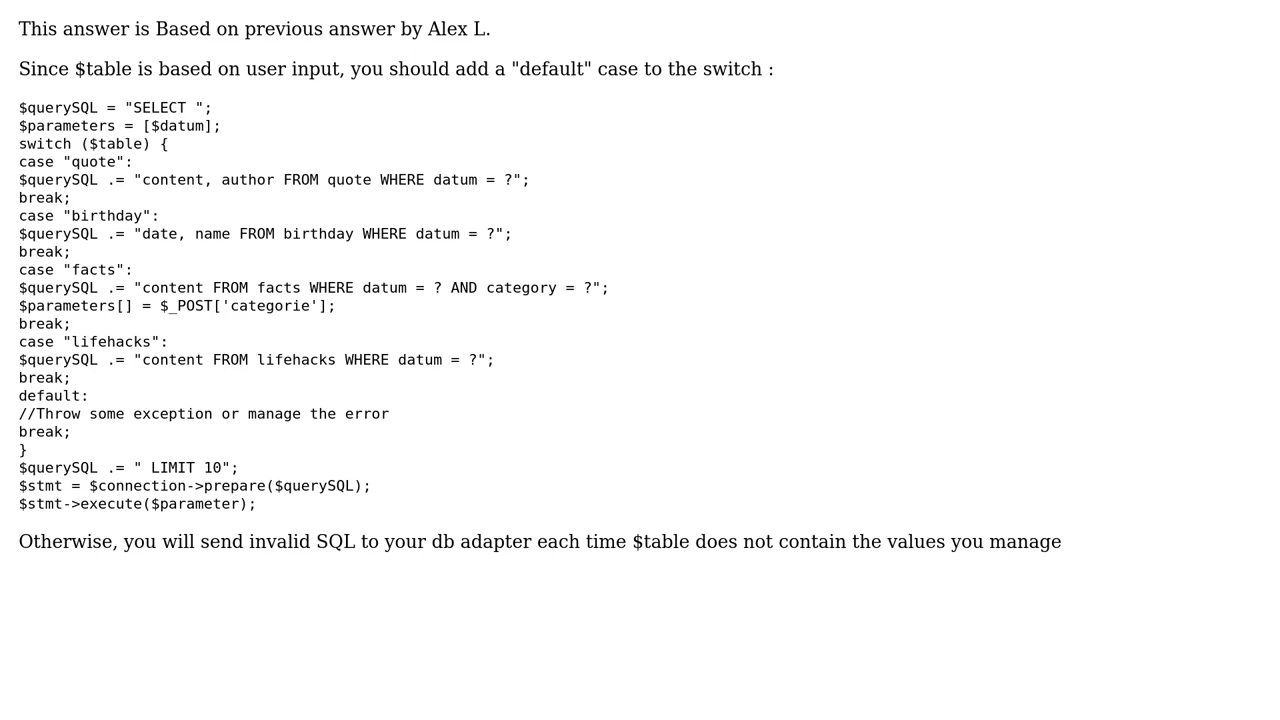 This answer is Based on previous answer by Alex L.
Since $table is based on user input, you should add a "default" case to the switch :
$querySQL = "SELECT ";
$parameters = [$datum];
switch ($table) {
case "quote":
$querySQL .= "content, author FROM quote WHERE datum = ?";
break;
case "birthday":
$querySQL .= "date, name FROM birthday WHERE datum = ?";
break;
case "facts":
$querySQL .= "content FROM facts WHERE datum = ? AND category = ?";
$parameters[] = $_POST['categorie'];
break;
case "lifehacks":
$querySQL .= "content FROM lifehacks WHERE datum = ?";
break;
default:
//Throw some exception or manage the error
break;
}
$querySQL .= " LIMIT 10";
$stmt = $connection->prepare($querySQL);
$stmt->execute($parameter);
Otherwise, you will send invalid SQL to your db adapter each time $table does not contain the values you manage